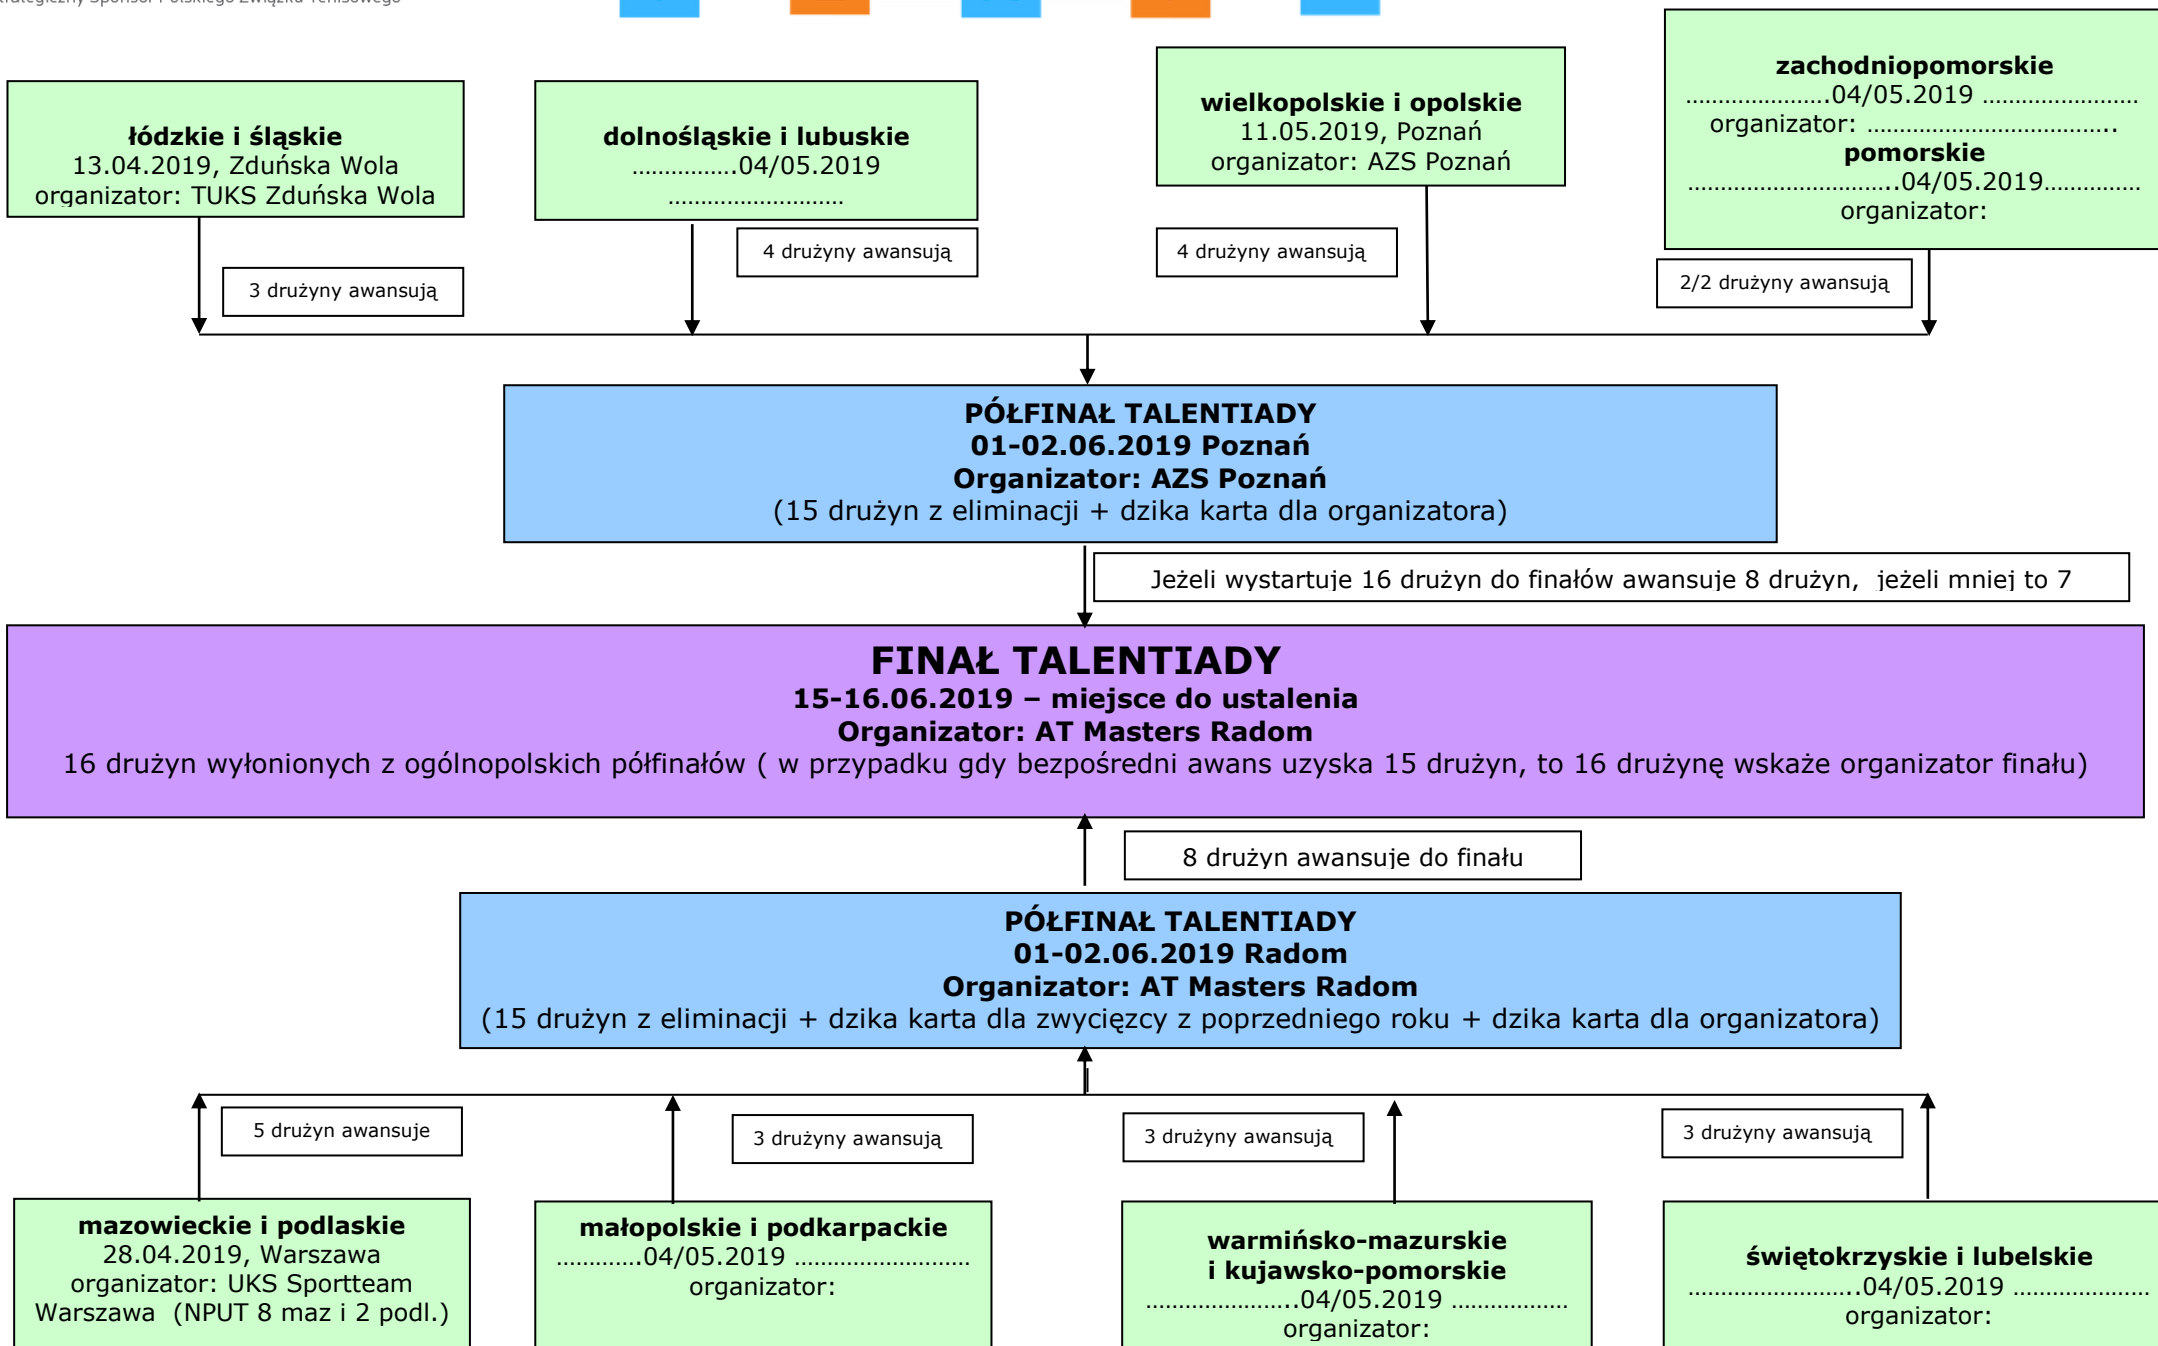 Sponsor Polskiego Związku Tenisowego
łódzkie i śląskie
13.04.2019, Zduńska Wola
organizator: TUKS Zduńska Wola
dolnośląskie i lubuskie
................04/05.2019
...........................
wielkopolskie i opolskie
11.05.2019, Poznań
organizator: AZS Poznań
zachodniopomorskie
......................04/05.2019 ........................
organizator: .....................................
pomorskie
.................................04/05.2019...............
organizator:
3 drużyny awansują
4 drużyny awansują
4 drużyny awansują
2/2 drużyny awansują
PÓŁFINAŁ TALENTIADY
01-02.06.2019 Poznań
Organizator: AZS Poznań
(15 drużyn z eliminacji + dzika karta dla organizatora)
Jeżeli wystartuje 16 drużyn do finałów awansuje 8 drużyn, jeżeli mniej to 7
FINAŁ TALENTIADY
15-16.06.2019 – miejsce do ustalenia
Organizator: AT Masters Radom
16 drużyn wyłonionych z ogólnopolskich półfinałów ( w przypadku gdy bezpośredni awans uzyska 15 drużyn, to 16 drużynę wskaże organizator finału)
8 drużyn awansuje do finału
PÓŁFINAŁ TALENTIADY
01-02.06.2019 Radom
Organizator: AT Masters Radom
(15 drużyn z eliminacji + dzika karta dla zwycięzcy z poprzedniego roku + dzika karta dla organizatora)
5 drużyn awansuje
3 drużyny awansują
3 drużyny awansują
3 drużyny awansują
mazowieckie i podlaskie
28.04.2019, Warszawa
organizator: UKS Sportteam
Warszawa (NPUT 8 maz i 2 podl.)
małopolskie i podkarpackie
.............04/05.2019 ...........................
organizator:
warmińsko-mazurskie
i kujawsko-pomorskie
.......................04/05.2019 ..................
organizator:
świętokrzyskie i lubelskie
..........................04/05.2019 .....................
organizator: